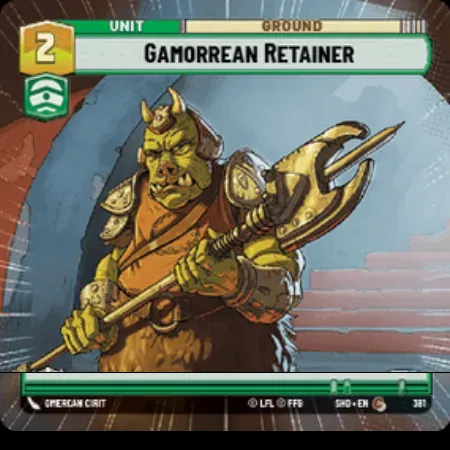 UNIT GROUND
2 GAMORREAN RETAINER
OMERCAN CIRIT © LFL © FFG SHD • EN 381